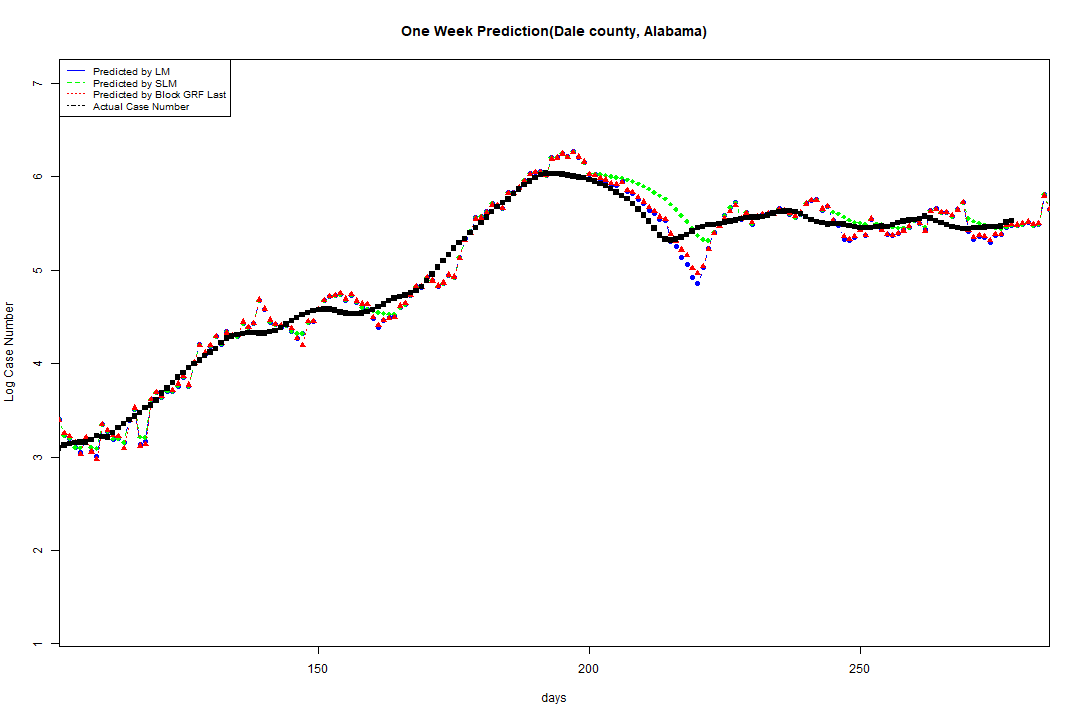 One Week Prediction(Dale county, Alabama)
Predicted by LM
Predicted by SLM
Predicted by Block GRF Last
Actual Case Number
7
6
5
4
3
2
1
Log Case Number
150
200
250
days